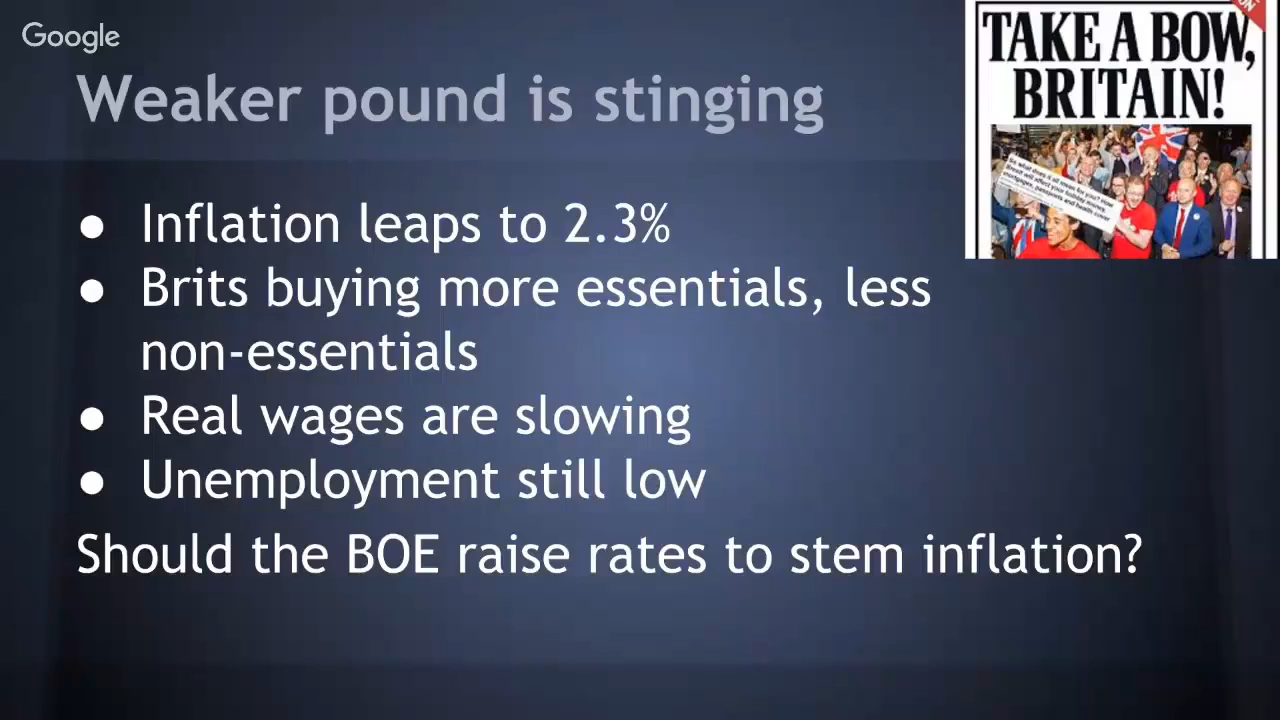 Google
TAKE A BOW,
BRITAIN!
Weaker pound is stinging
● Inflation leaps to 2.3%
● Brits buying more essentials, less
non-essentials
● Real wages are slowing
● Unemployment still low
Should the BOE raise rates to stem inflation?